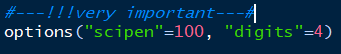 #---!!!very important---#
options("scipen"=100, "digits"=4)